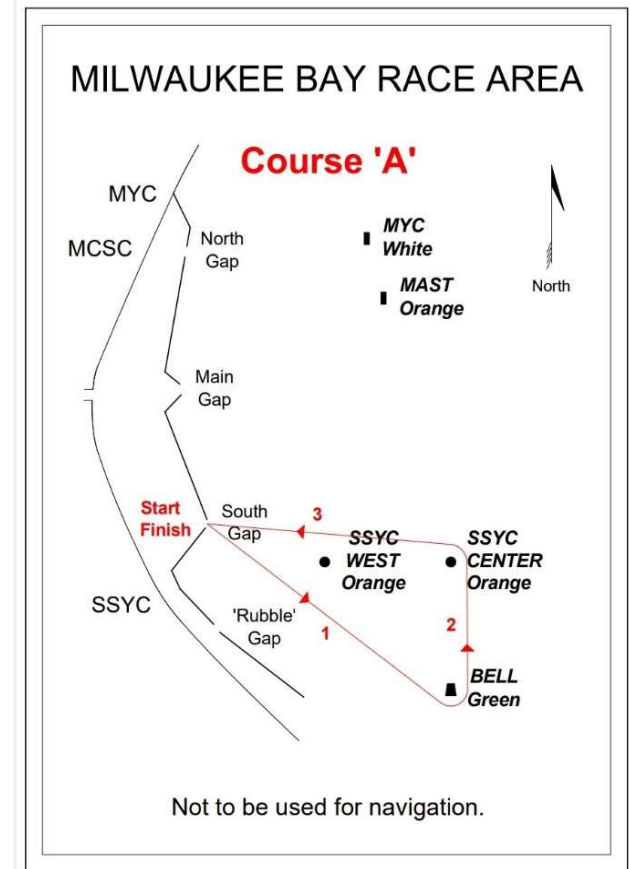 MILWAUKEE BAY RACE AREA
Course 'A'
MYC
MCSC
North
Gap
MYC
White
MAST
Orange
North
Main
Gap
Start
Finish
South
Gap
3
SSYC
WEST
Orange
SSYC
CENTER
Orange
SSYC
'Rubble'
Gap
1
2
BELL
Green
Not to be used for navigation.